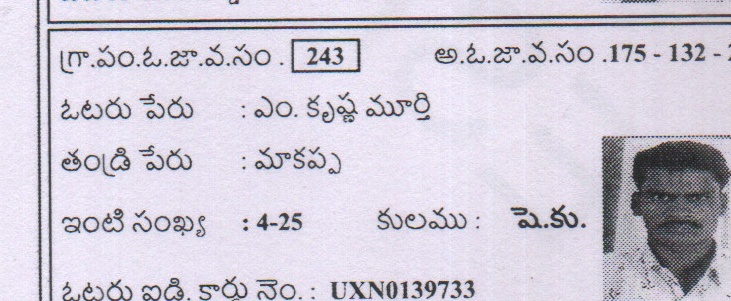 గ్రా.పం.ఓ.జా.వ.సం. 243 అ.ఓ.జా.వ.సం .175 - 132 -
ఓటరు పేరు : ఎం. కృష్ణ మూర్తి
తండ్రి పేరు : మాకప్ప
ఇంటి సంఖ్య : 4-25 కులము : షె.కు.
ఓటరు ఐడి. కార్డు నెం. : UXN0139733